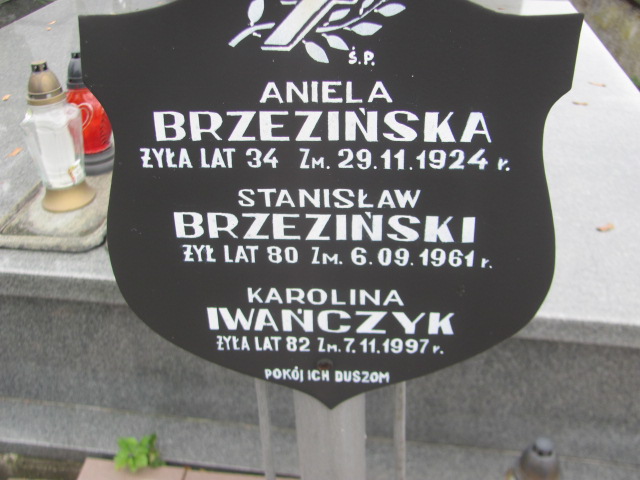 Ś.P.
ANIELA
BRZEZIŃSKA
ŻYŁA LAT 34 ZM. 29.11.1924 r.
STANISŁAW
BRZEZIŃSKI
ŻYŁ LAT 80 ZM. 6.09.1961 r.
KAROLINA
IWAŃCZYK
ŻYŁA LAT 82 ZM. 7.11.1997 r.
POKÓJ ICH DUSZOM